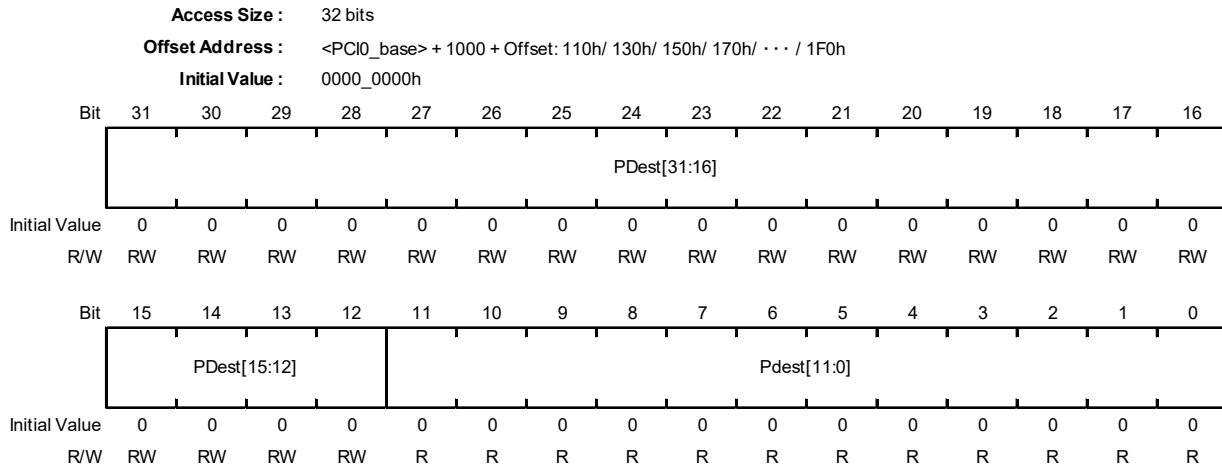 Access Size : 32 bits
Offset Address : <PCI0_base> + 1000 + Offset: 110h/ 130h/ 150h/ 170h/ ・・・ / 1F0h
Initial Value : 0000_0000h
Bit 31 30 29 28 27 26 25 24 23 22 21 20 19 18 17 16
PDest[31:16]
Initial Value 0 0 0 0 0 0 0 0 0 0 0 0 0 0 0 0
R/W RW RW RW RW RW RW RW RW RW RW RW RW RW RW RW RW
Bit 15 14 13 12 11 10 9 8 7 6 5 4 3 2 1 0
PDest[15:12] Pdest[11:0]
Initial Value 0 0 0 0 0 0 0 0 0 0 0 0 0 0 0 0
R/W RW RW RW RW R R R R R R R R R R R R